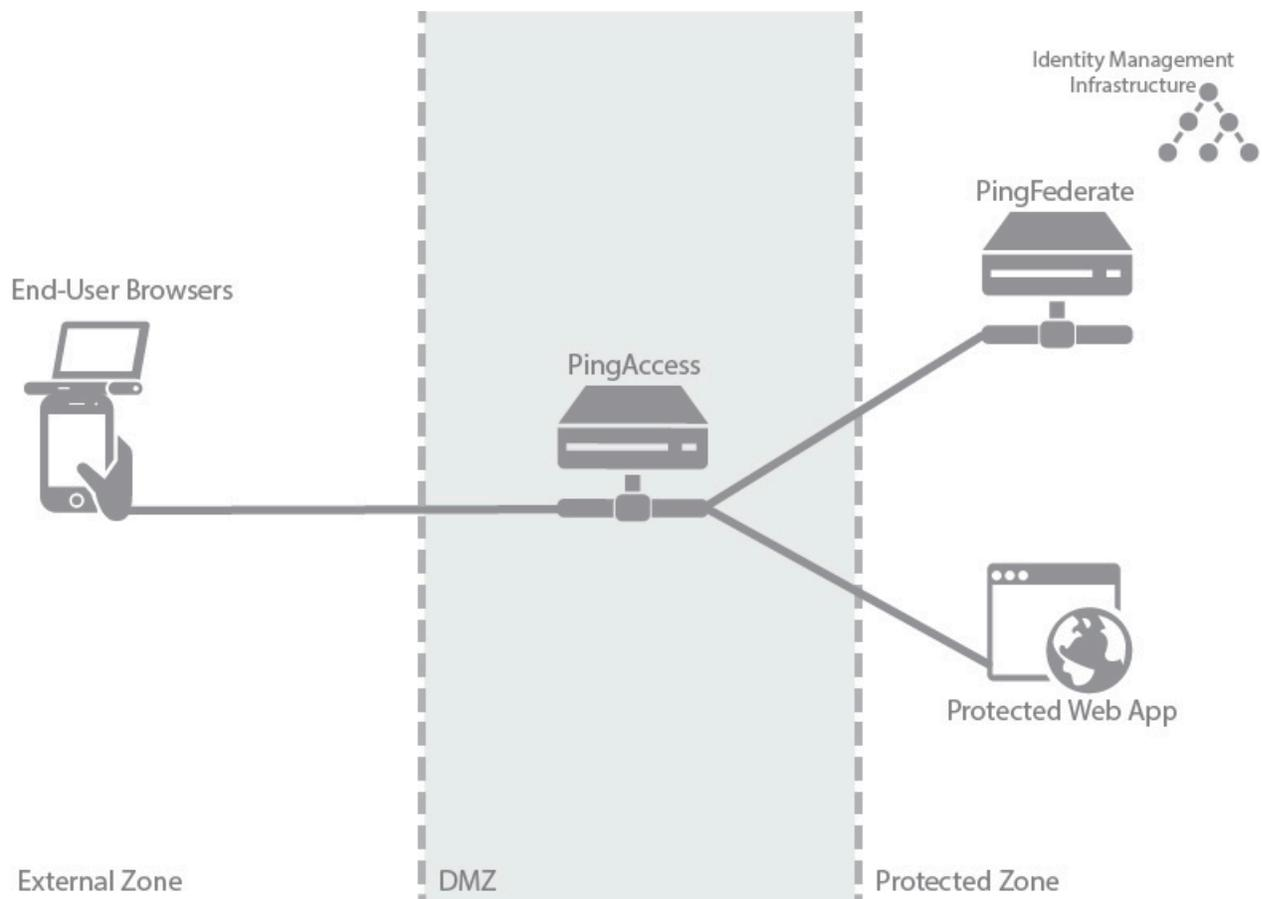 Identity Management
Infrastructure
PingFederate
End-User Browsers
PingAccess
Protected Web App
External Zone
DMZ
Protected Zone